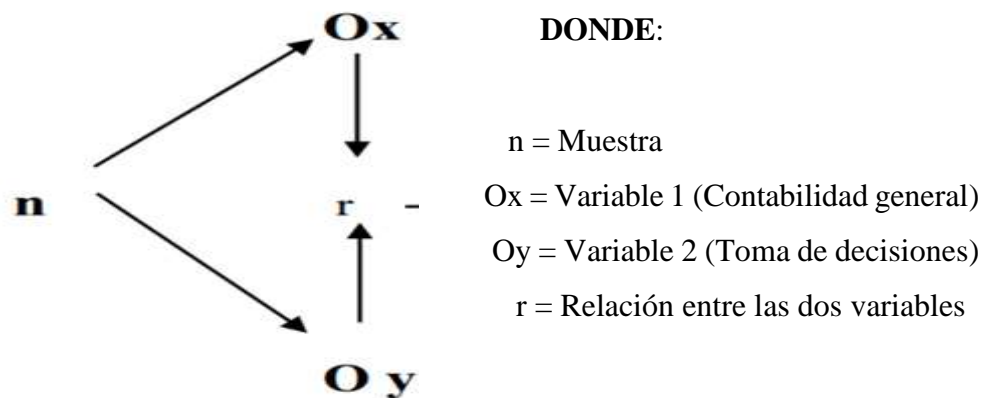 Ox
DONDE:
n = Muestra
n
r -
Ox = Variable 1 (Contabilidad general)
Oy = Variable 2 (Toma de decisiones)
r = Relación entre las dos variables
O y